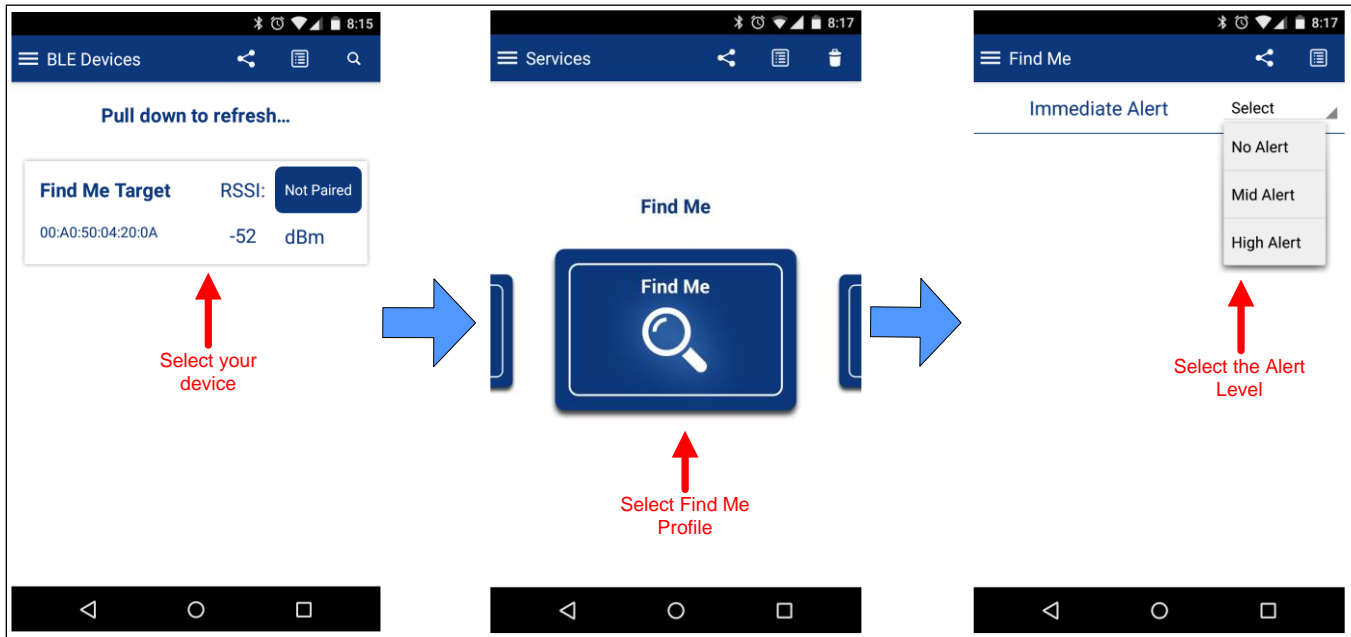 8:15
BLE Devices
Pull down to refresh...
Find Me Target RSSI: Not Paired
00:A0:50:04:20:0A -52 dBm
Select your
device
8:17
Services
Find Me
Find Me
Select Find Me
Profile
8:17
Find Me
Immediate Alert Select
No Alert
Mid Alert
High Alert
Select the Alert
Level